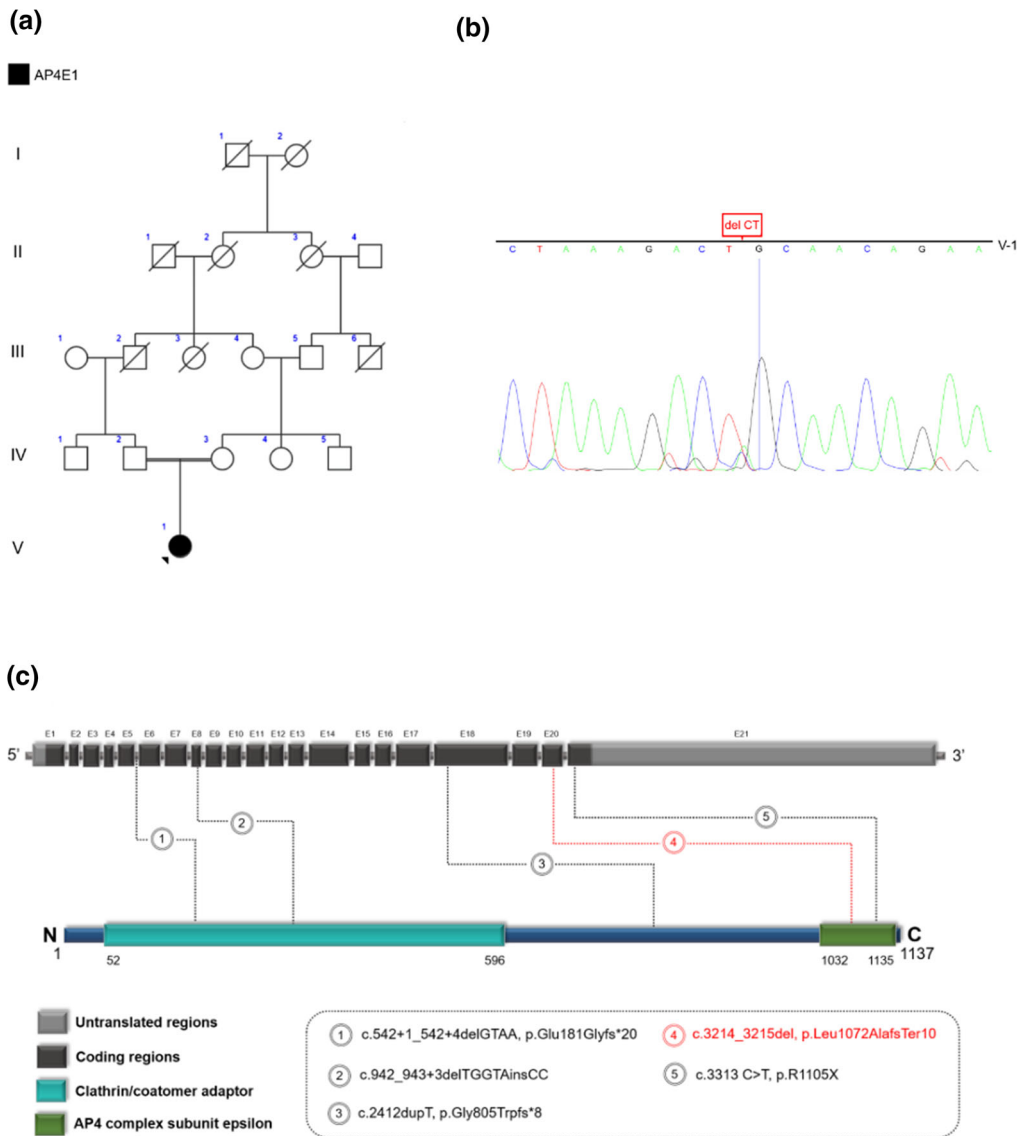 (a)
AP4E1
I
1 2
II
1 2 3 4
III
1 2 3 4 5 6
IV
1 2 3 4 5
V
1
(b)
del CT
C T A A A G A C T G C A A C A G A A
V-1
(c)
E1 E2 E3 E4 E5 E6 E7 E8 E9 E10 E11 E12 E13 E14 E15 E16 E17 E18 E19 E20 E21
5' 3'
1
2
3
4
5
N C
1 52 596 1032 1135 1137
Untranslated regions
Coding regions
Clathrin/coatomer adaptor
AP4 complex subunit epsilon
1 c.542+1_542+4delGTAA, p.Glu181Glyfs*20
2 c.942_943+3delTGGTAinsCC
3 c.2412dupT, p.Gly805Trpfs*8
4 c.3214_3215del, p.Leu1072AlafsTer10
5 c.3313 C>T, p.R1105X